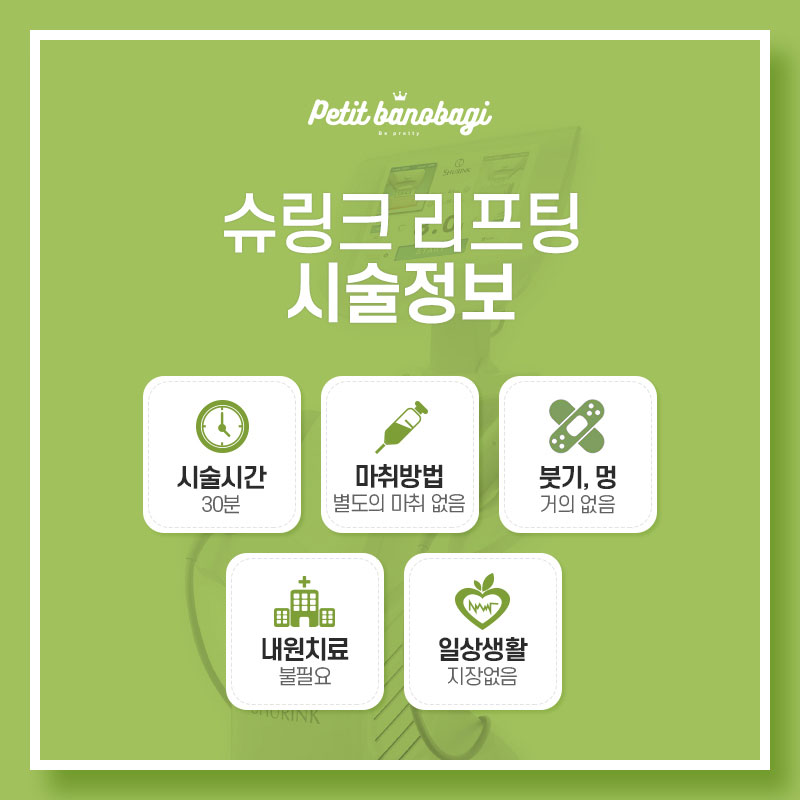 Petit banobagi
Be pretty
SHURINK
슈링크 리프팅
시술정보
시술시간
30분
마취방법
별도의 마취 없음
붓기, 멍
거의 없음
내원치료
불필요
일상생활
지장없음
SHURINK